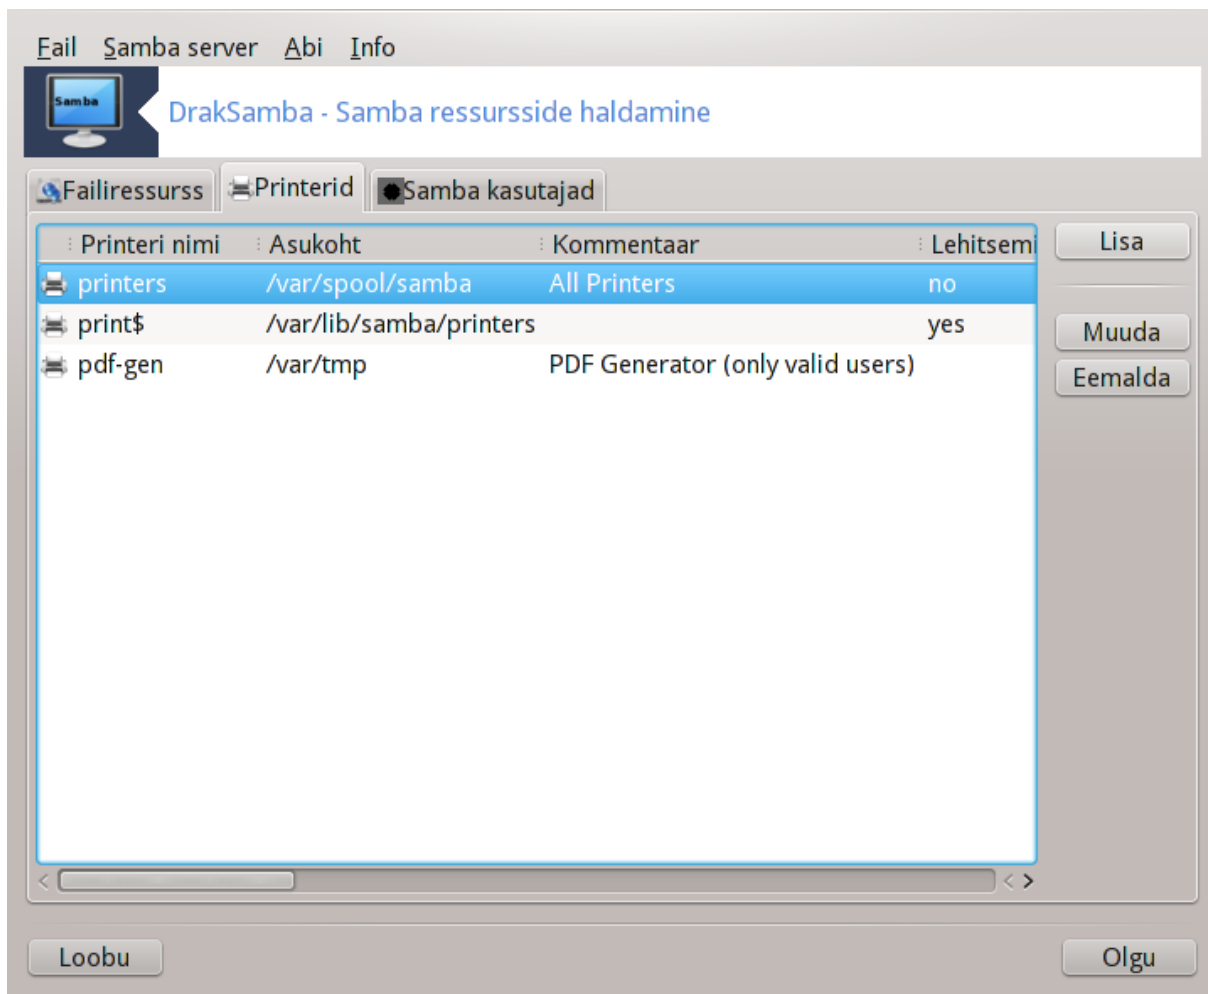 Fail Samba server Abi Info
Samba
DrakSamba - Samba ressursside haldamine
Failiressurss Printerid Samba kasutajad
Printeri nimi Asukoht Kommentaar Lehitsemi
Lisa
printers /var/spool/samba All Printers no
print$ /var/lib/samba/printers yes
Muuda
pdf-gen /var/tmp PDF Generator (only valid users)
Eemalda
Loobu Olgu